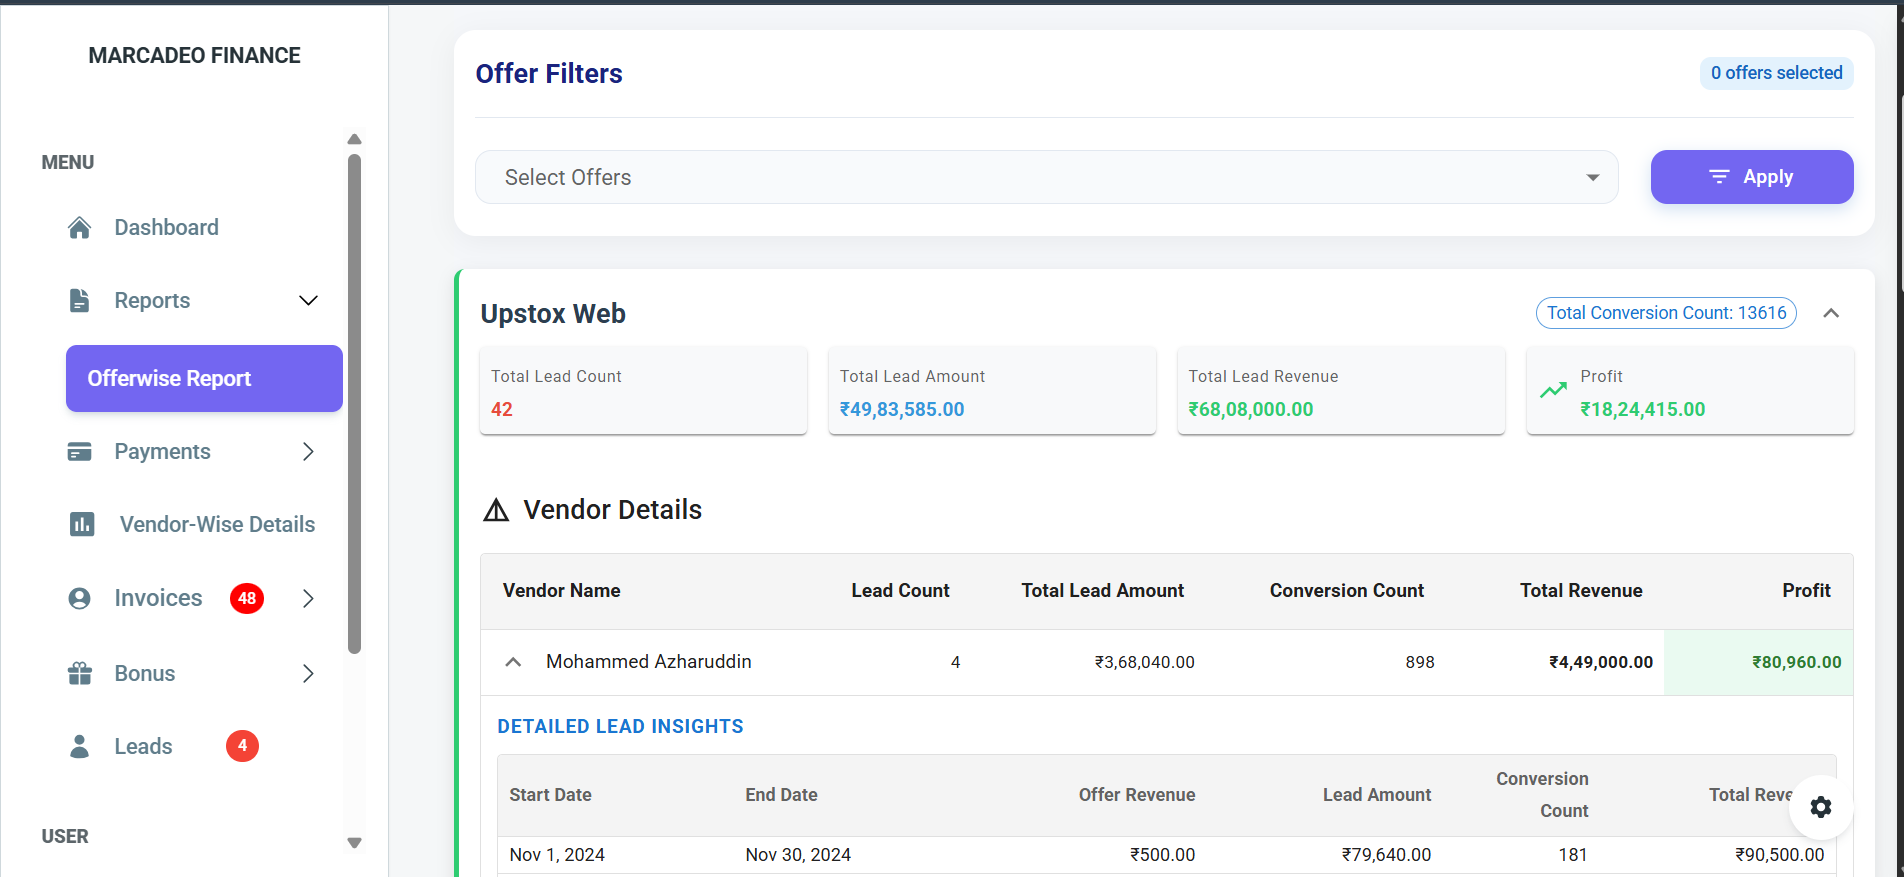 MARCADEO FINANCE
MENU
Dashboard
Reports
Offerwise Report
Payments
Vendor-Wise Details
Invoices 48
Bonus
Leads 4
USER
Offer Filters 0 offers selected
Select Offers Apply
Upstox Web Total Conversion Count: 13616
Total Lead Count Total Lead Amount Total Lead Revenue Profit
42 ₹49,83,585.00 ₹68,08,000.00 ₹18,24,415.00
Vendor Details
Vendor Name Lead Count Total Lead Amount Conversion Count Total Revenue Profit
Mohammed Azharuddin 4 ₹3,68,040.00 898 ₹4,49,000.00 ₹80,960.00
DETAILED LEAD INSIGHTS
Start Date End Date Offer Revenue Lead Amount Conversion Count Total Reve
Nov 1, 2024 Nov 30, 2024 ₹500.00 ₹79,640.00 181 ₹90,500.00